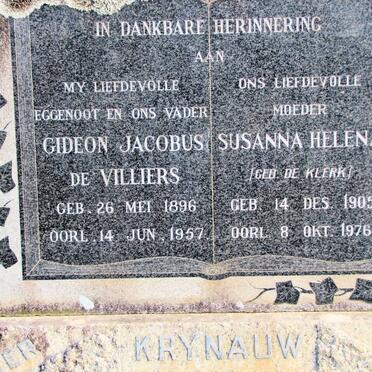 IN DANKBARE HERINNERING
AAN
MY LIEFDEVOLLE
EGGENOOT EN ONS VADER
GIDEON JACOBUS
DE VILLIERS
GEB. 26 MEI 1896
OORL. 14 JUN. 1957.
ONS LIEFDEVOLLE
MOEDER
SUSANNA HELENA
(GEB. DE KLERK)
GEB. 14 DES. 1905
OORL. 8 OKT. 1976
KRYNAUW